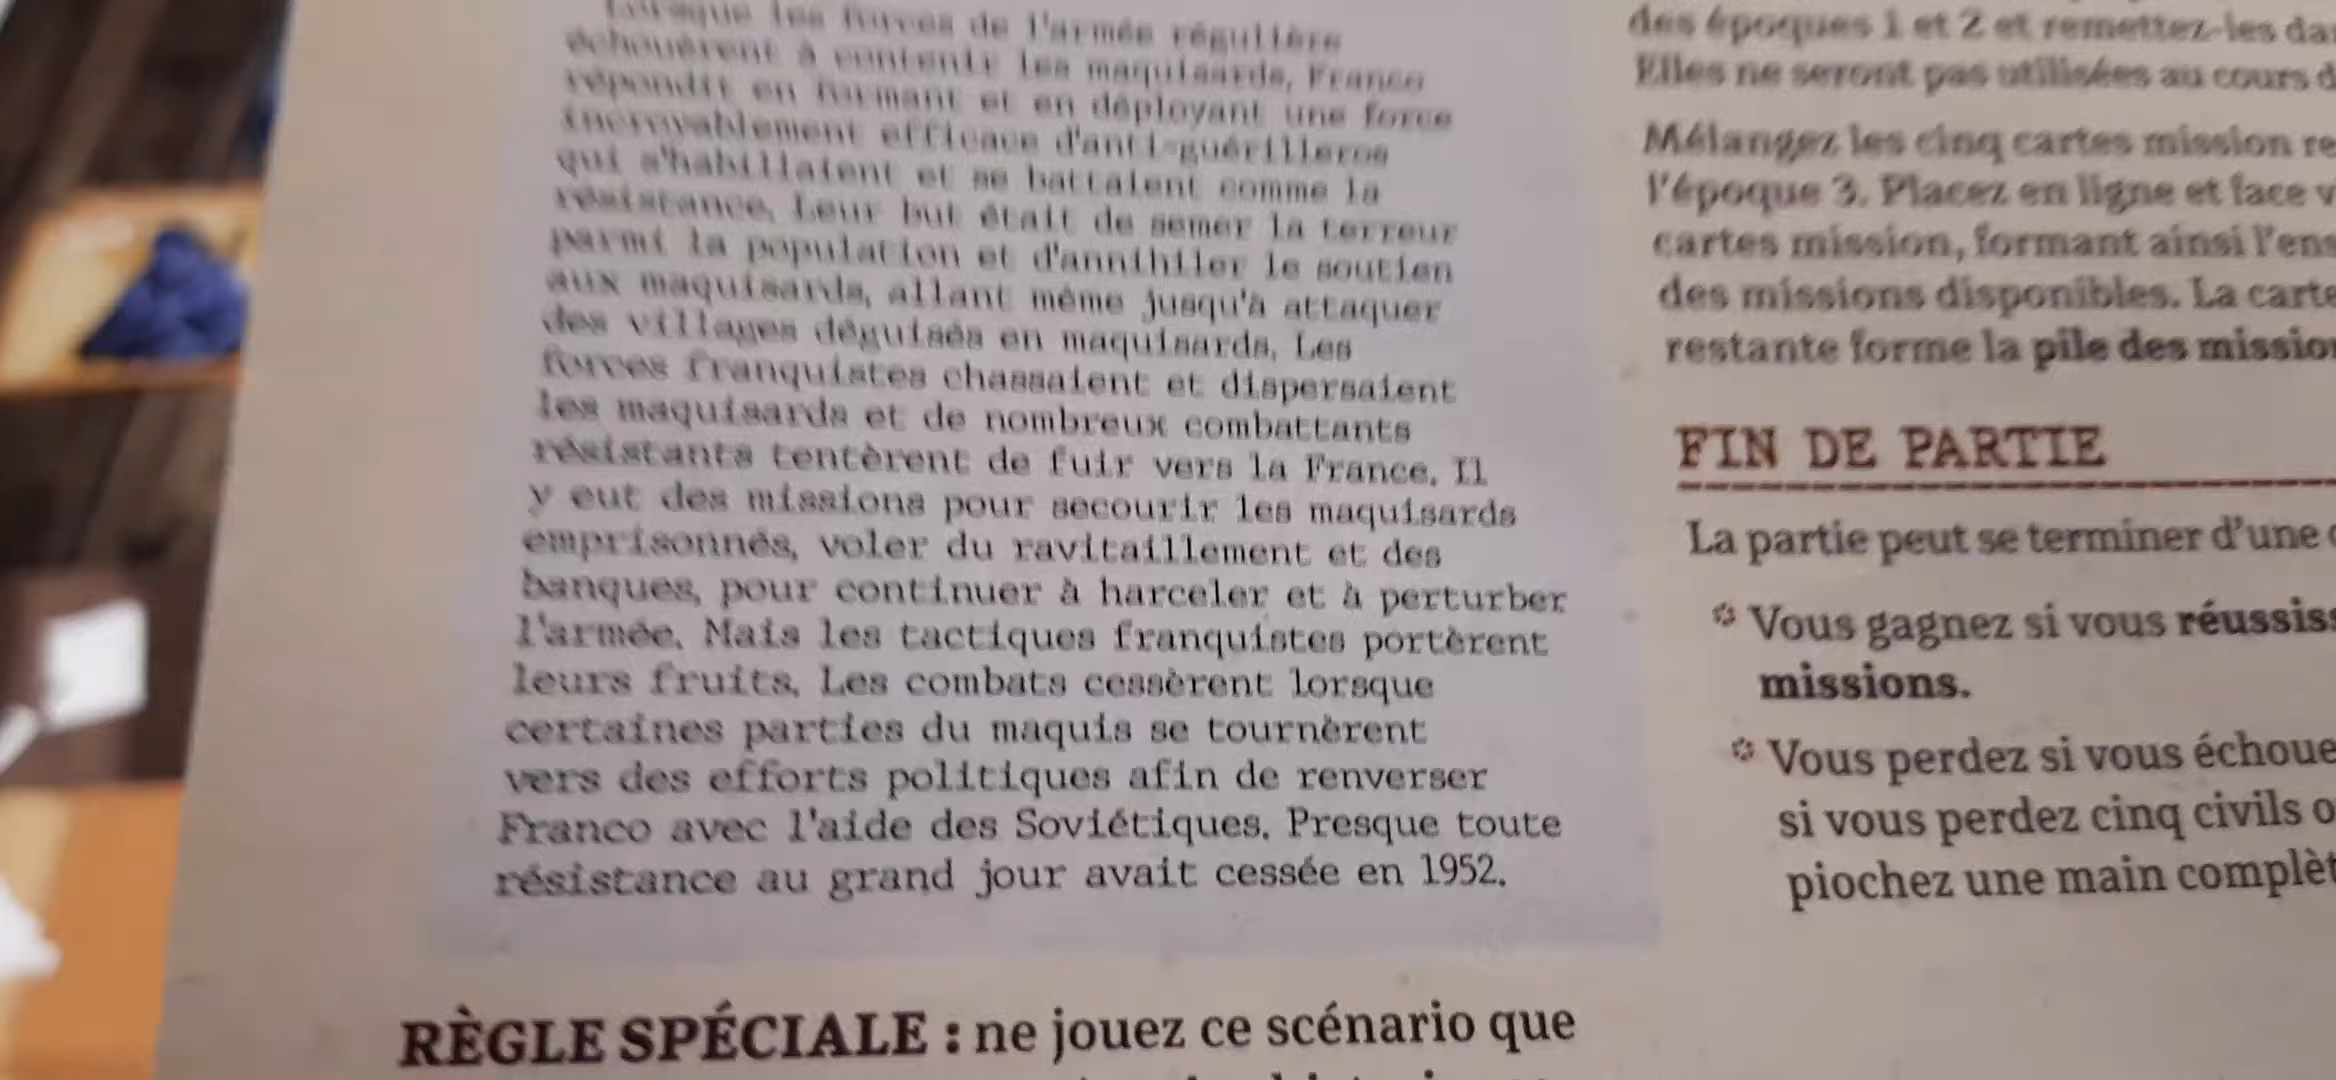 Lorsque les forces de l'armée régulière
échouèrent à contenir les maquisards, Franco
répondit en formant et en déployant une force
incroyablement efficace d'anti-guérilleros
qui s'habillaient et se battaient comme la
résistance. Leur but était de semer la terreur
parmi la population et d'annihiler le soutien
aux maquisards, allant même jusqu'à attaquer
des villages déguisés en maquisards. Les
forces franquistes chassaient et dispersaient
les maquisards et de nombreux combattants
résistants tentèrent de fuir vers la France. Il
y eut des missions pour secourir les maquisards
emprisonnés, voler du ravitaillement et des
banques, pour continuer à harceler et à perturber
l'armée. Mais les tactiques franquistes portèrent
leurs fruits. Les combats cessèrent lorsque
certaines parties du maquis se tournèrent
vers des efforts politiques afin de renverser
Franco avec l'aide des Soviétiques. Presque toute
résistance au grand jour avait cessée en 1952.
RÈGLE SPÉCIALE : ne jouez ce scénario que
des époques 1 et 2 et remettez-les
Elles ne seront pas utilisées au cours
Mélangez les cinq cartes mission
l'époque 3. Placez en ligne et face
cartes mission, formant ainsi
des missions disponibles. La
restante forme la pile des
FIN DE PARTIE
La partie peut se terminer d'une
Vous gagnez si vous
missions.
Vous perdez si vous
si vous perdez cinq civils
piochez une main